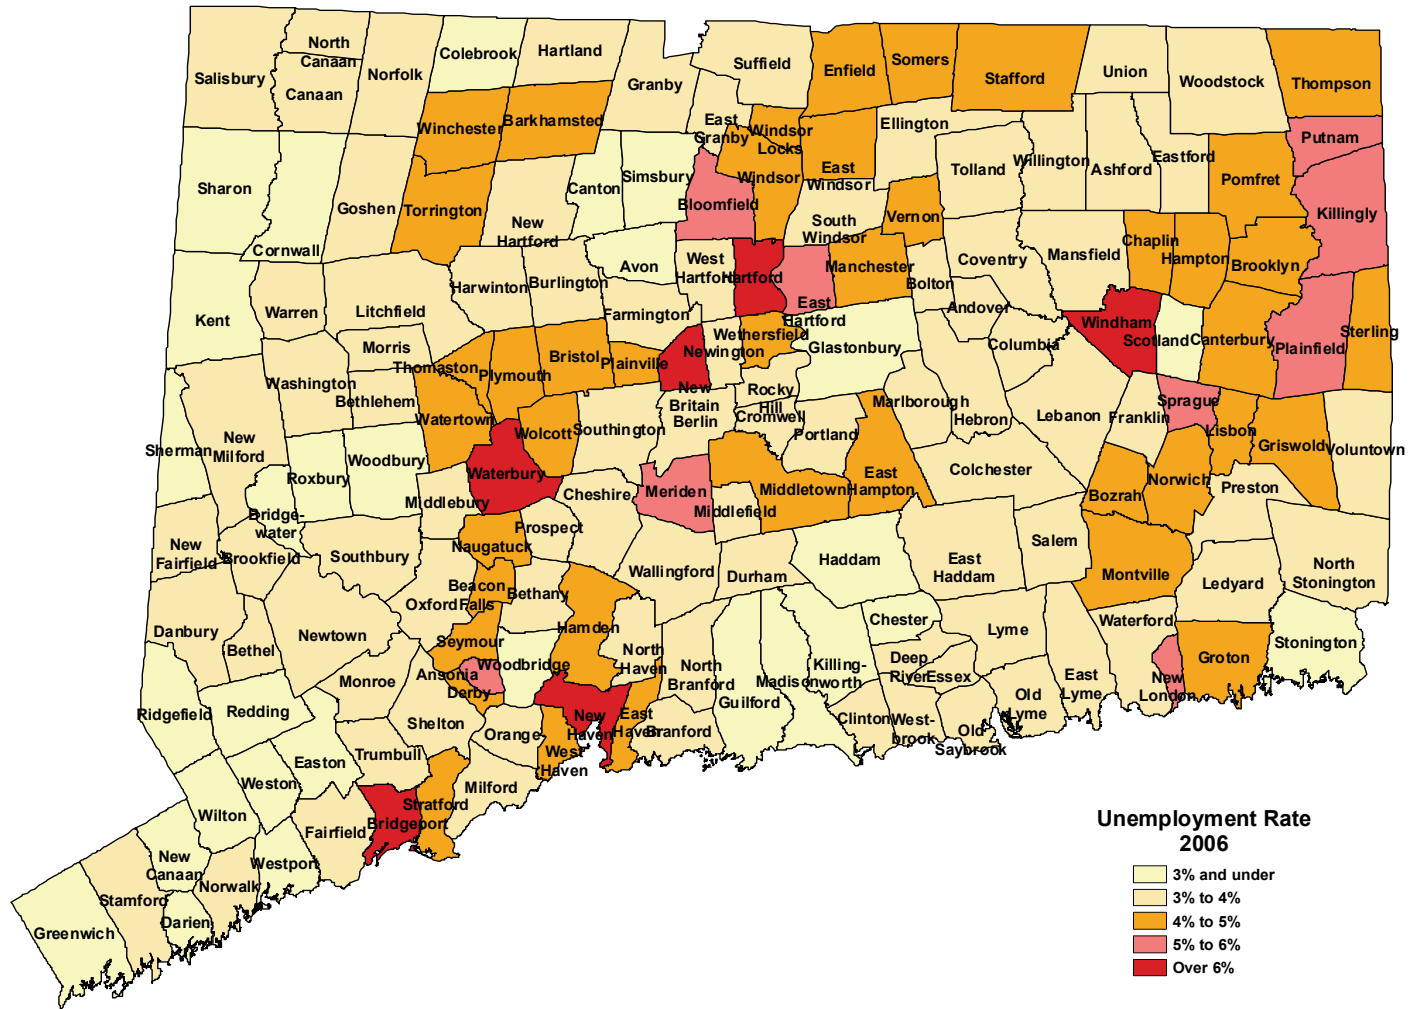 North
Canaan
Colebrook
Hartland
Salisbury
Norfolk
Canaan
Granby
Suffield
Enfield
Somers
Stafford
Union
Woodstock
Thompson
Winchester
Barkhamsted
East
Granby
Windsor
Locks
Ellington
Putnam
Sharon
Goshen
Torrington
New
Hartford
Canton
Simsbury
Bloomfield
Windsor
East
Windsor
Tolland
Willington
Ashford
Eastford
Pomfret
Killingly
Cornwall
South
Windsor
Vernon
Avon
West
Hartford
Hartford
East
Hartford
Manchester
Bolton
Coventry
Mansfield
Chaplin
Hampton
Brooklyn
Kent
Warren
Litchfield
Harwinton
Burlington
Farmington
Andover
Columbia
Windham
Scotland
Canterbury
Plainfield
Sterling
Morris
Thomaston
Plymouth
Bristol
Plainville
Newington
Wethersfield
Glastonbury
Washington
Bethlehem
Watertown
Wolcott
Southington
New
Britain
Berlin
Rocky
Hill
Cromwell
Portland
Marlborough
Hebron
Lebanon
Franklin
Sprague
Lisbon
Griswold
Voluntown
Sherman
New
Milford
Roxbury
Woodbury
Waterbury
Middlebury
Cheshire
Meriden
Middlefield
Middletown
East
Hampton
Colchester
Bozrah
Norwich
Preston
Bridge-
water
New
Fairfield
Brookfield
Southbury
Naugatuck
Prospect
Wallingford
Durham
Haddam
East
Haddam
Salem
Montville
Ledyard
North
Stonington
Beacon
Falls
Oxford
Bethany
Danbury
Bethel
Newtown
Seymour
Hamden
North
Haven
North
Branford
Chester
Lyme
Waterford
Groton
Stonington
Ansonia
Derby
Woodbridge
Monroe
Guilford
Madison
Killing-
worth
Deep
River
Essex
Old
Lyme
East
Lyme
New
London
Ridgefield
Redding
Shelton
Orange
New
Haven
East
Haven
Branford
Clinton
West-
brook
Old
Saybrook
Trumbull
Easton
Weston
West
Haven
Milford
Stratford
Bridgeport
Wilton
Fairfield
New
Canaan
Westport
Norwalk
Stamford
Darien
Greenwich
Unemployment Rate
2006
3% and under
3% to 4%
4% to 5%
5% to 6%
Over 6%